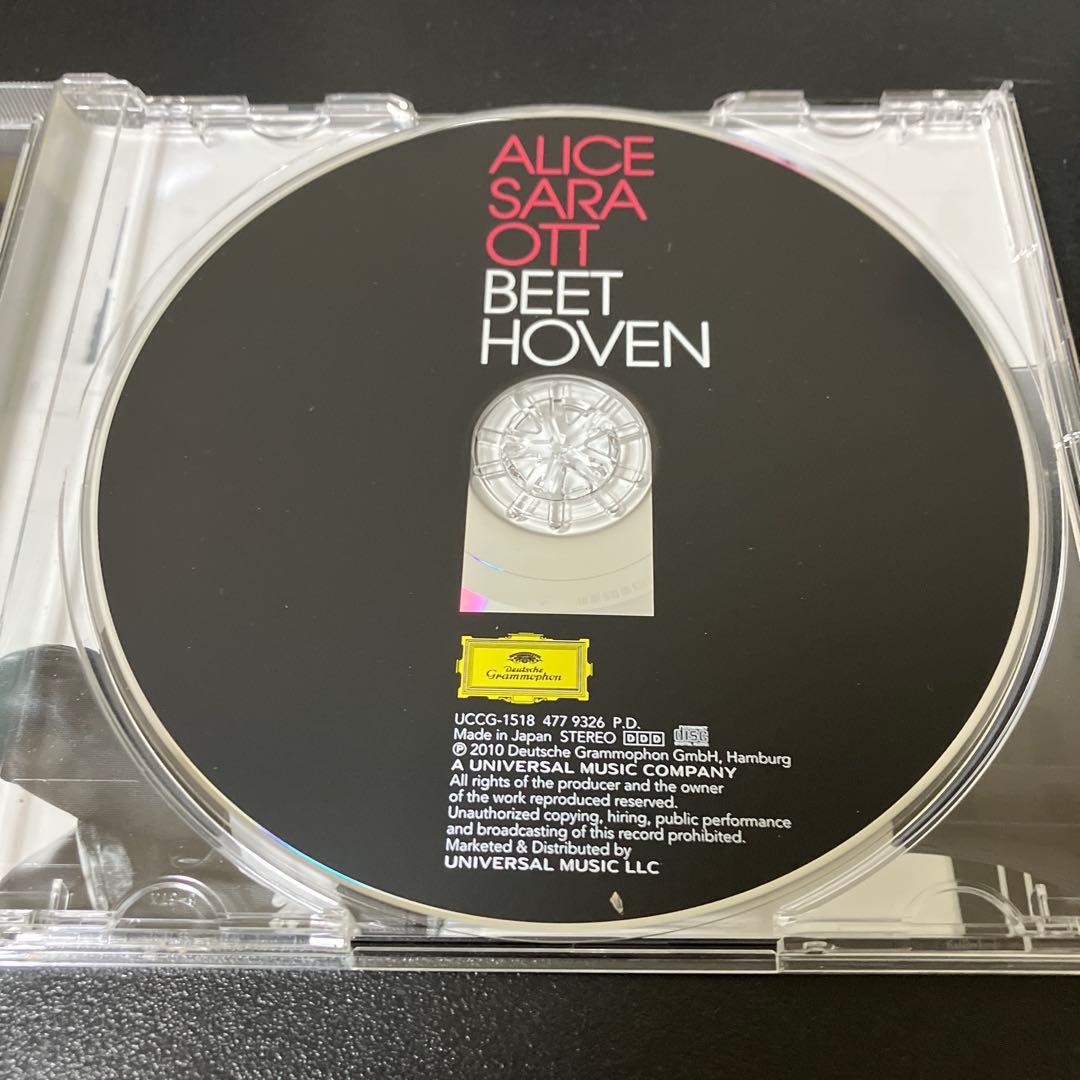 ALICE
SARA
OTT
BEET
HOVEN
Deutsche
Grammophon
UCCG-1518 477 9326 P.D.
Made in Japan STEREO DDD disc
℗ 2010 Deutsche Grammophon GmbH, Hamburg
A UNIVERSAL MUSIC COMPANY
All rights of the producer and the owner
of the work reproduced reserved.
Unauthorized copying, hiring, public performance
and broadcasting of this record prohibited.
Marketed & Distributed by
UNIVERSAL MUSIC LLC